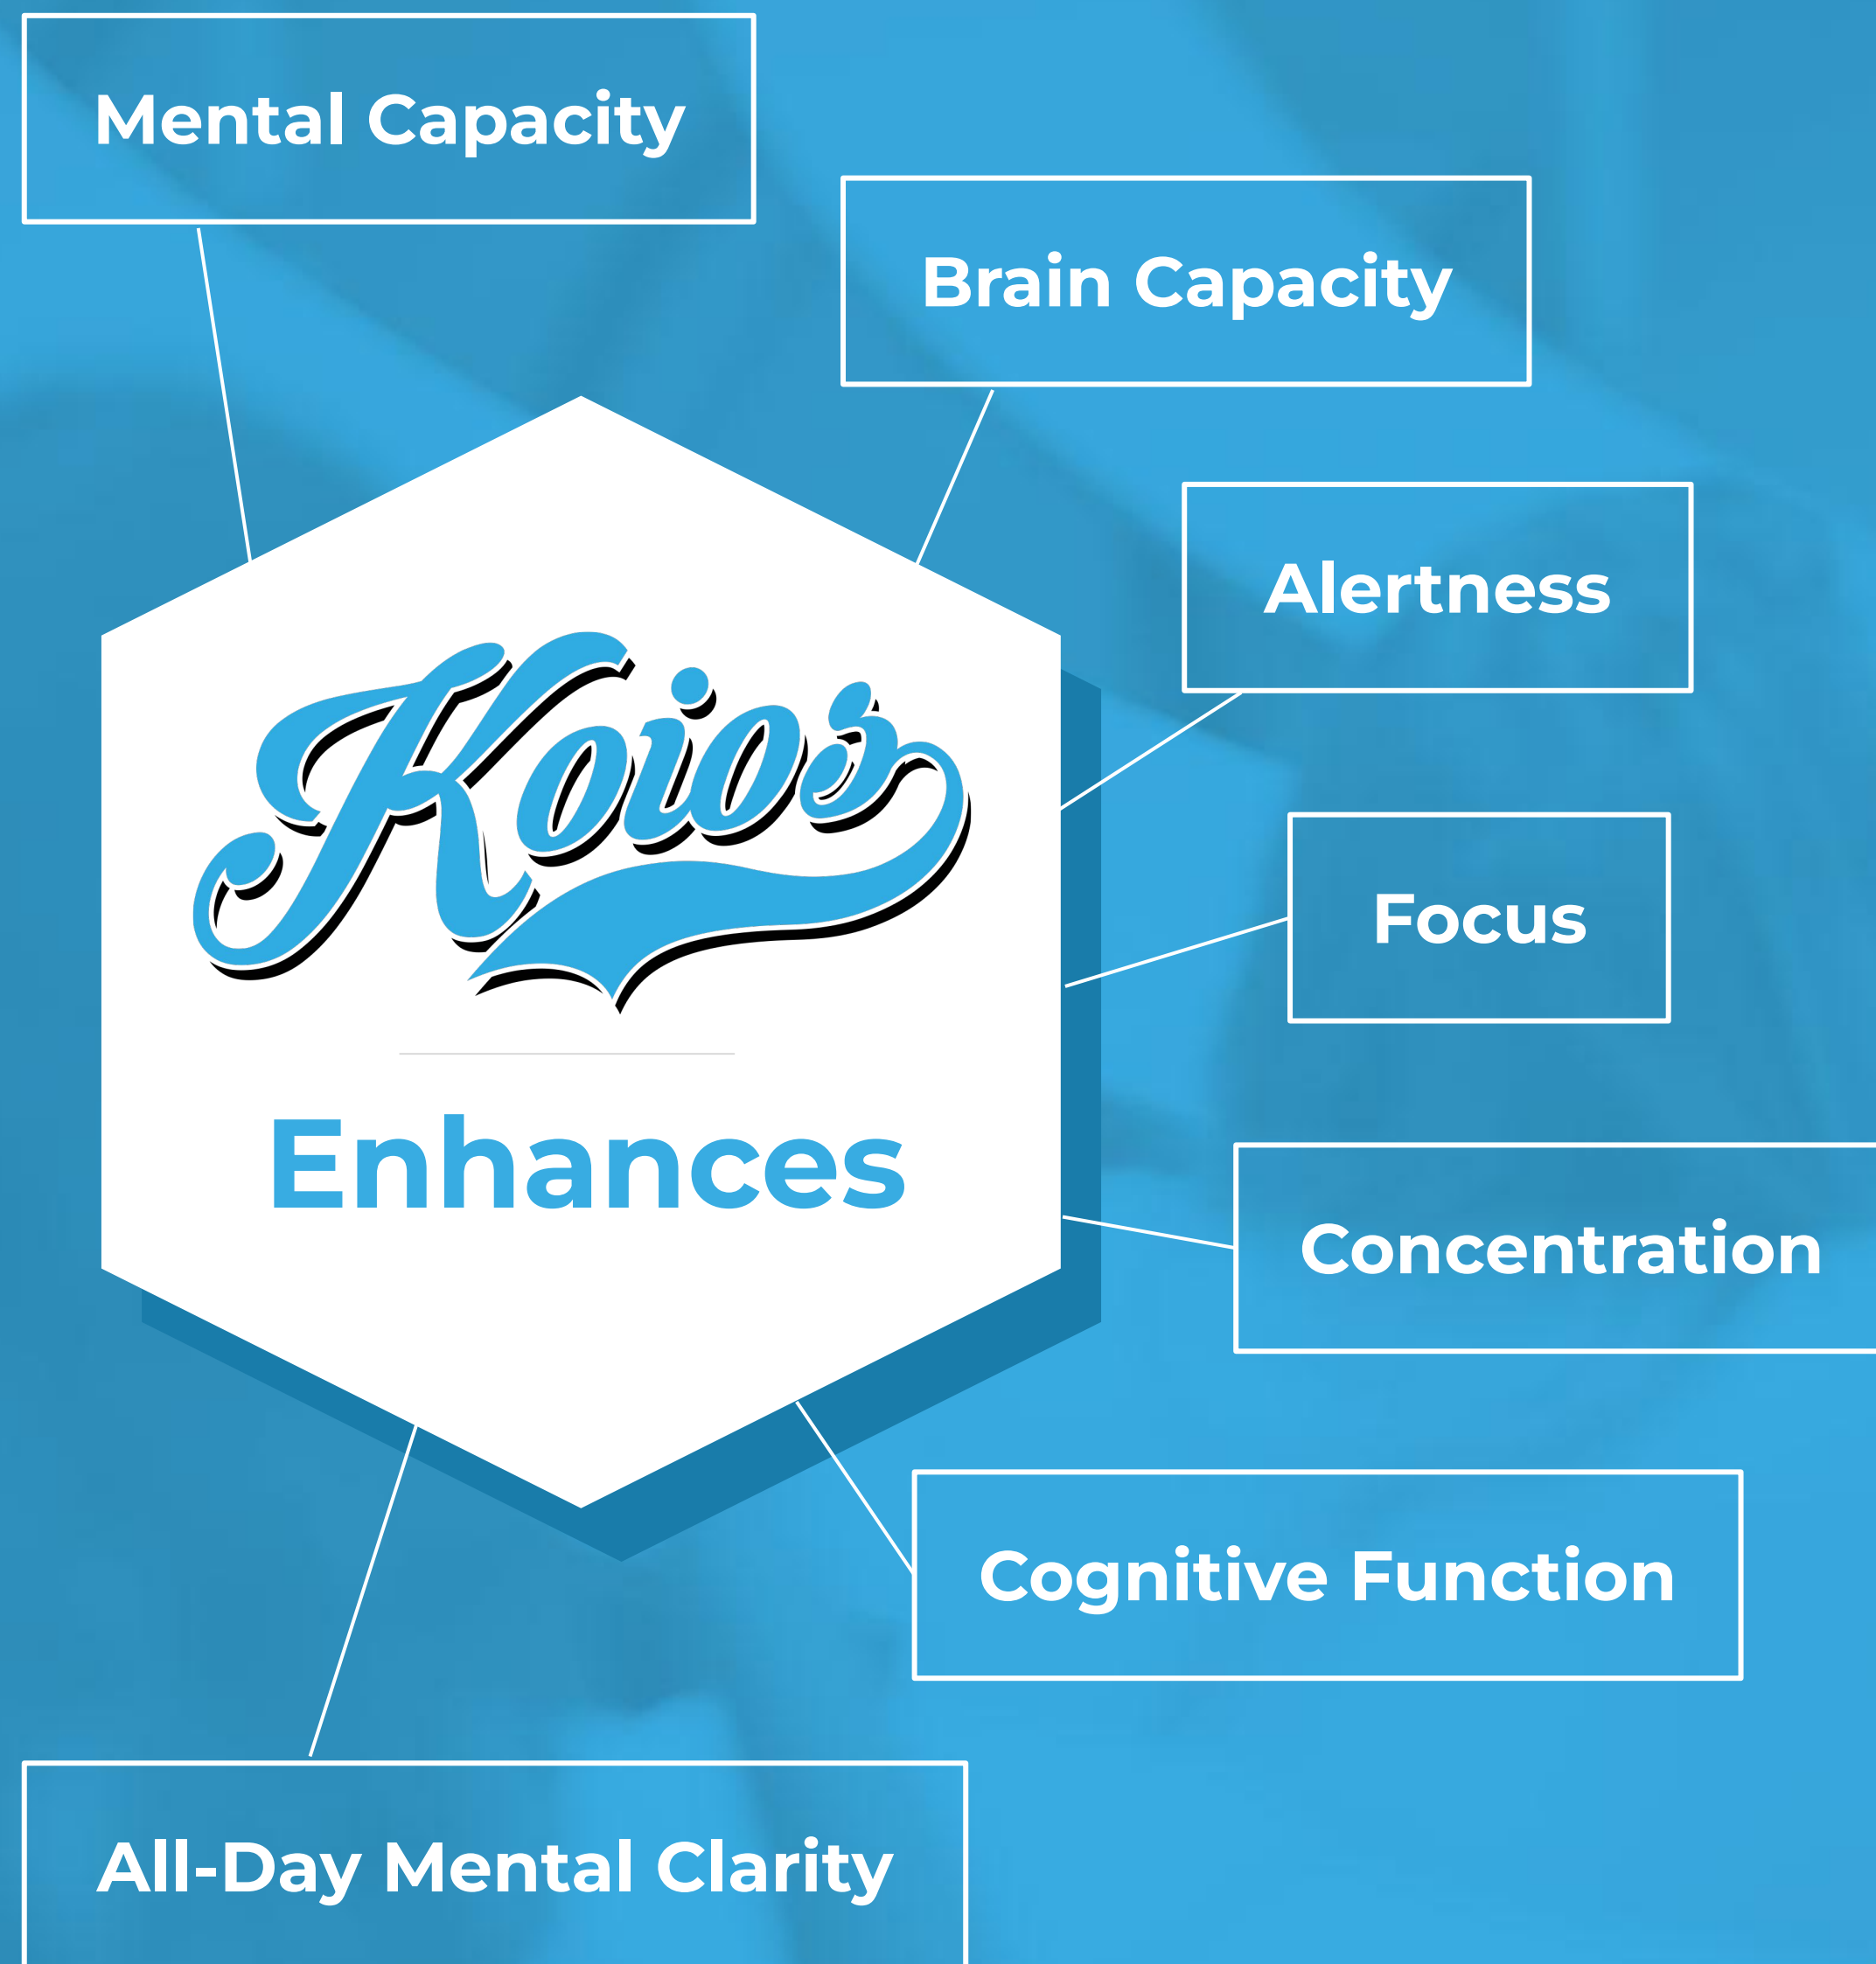 Mental Capacity
Brain Capacity
Alertness
Koios
Focus
Enhances
Concentration
Cognitive Function
All-Day Mental Clarity